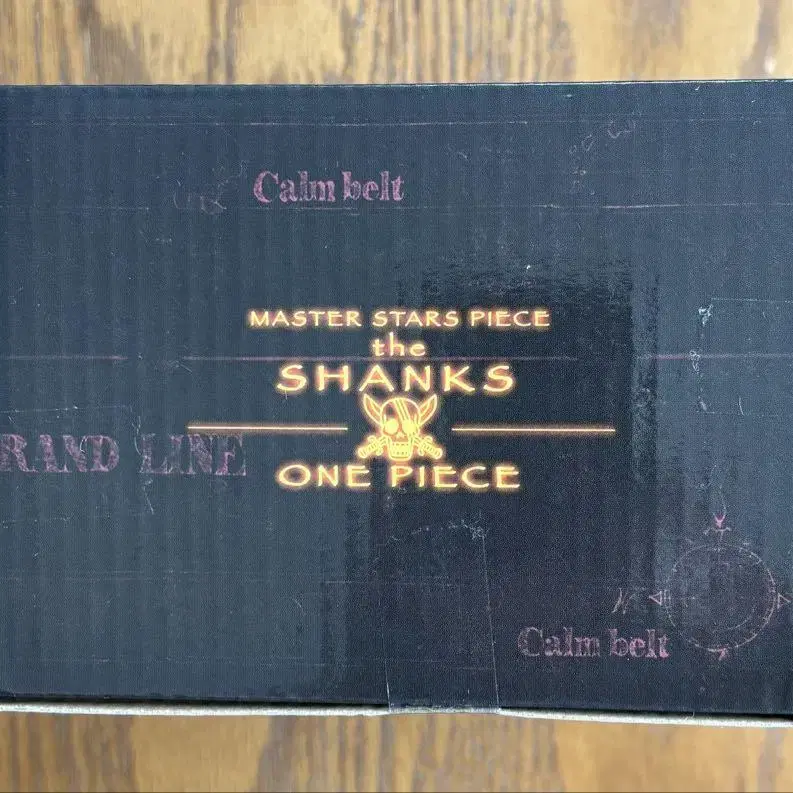 Calm belt
MASTER STARS PIECE
the
SHANKS
RAND LINE
ONE PIECE
N
Calm belt